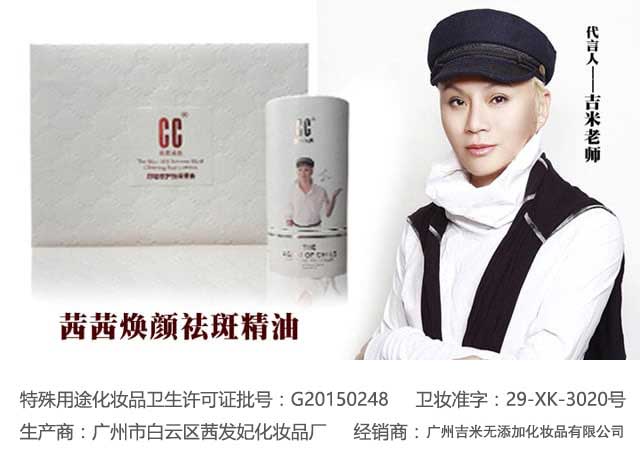 代言人——吉米老师
CC®
CC®
THE
茜茜焕颜祛斑精油
特殊用途化妆品卫生许可证批号：G20150248 卫妆准字：29-XK-3020号
生产商：广州市白云区茜发妃化妆品厂 经销商：广州吉米无添加化妆品有限公司